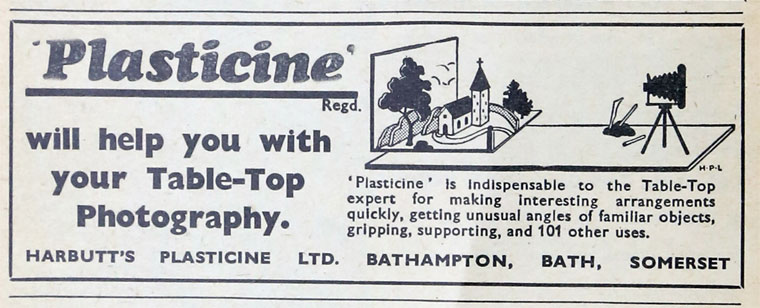 'Plasticine'
Regd.
will help you with
your Table-Top
Photography.
H·P·L
'Plasticine' is indispensable to the Table-Top
expert for making interesting arrangements
quickly, getting unusual angles of familiar objects,
gripping, supporting, and 101 other uses.
HARBUTT'S PLASTICINE LTD. BATHAMPTON, BATH, SOMERSET